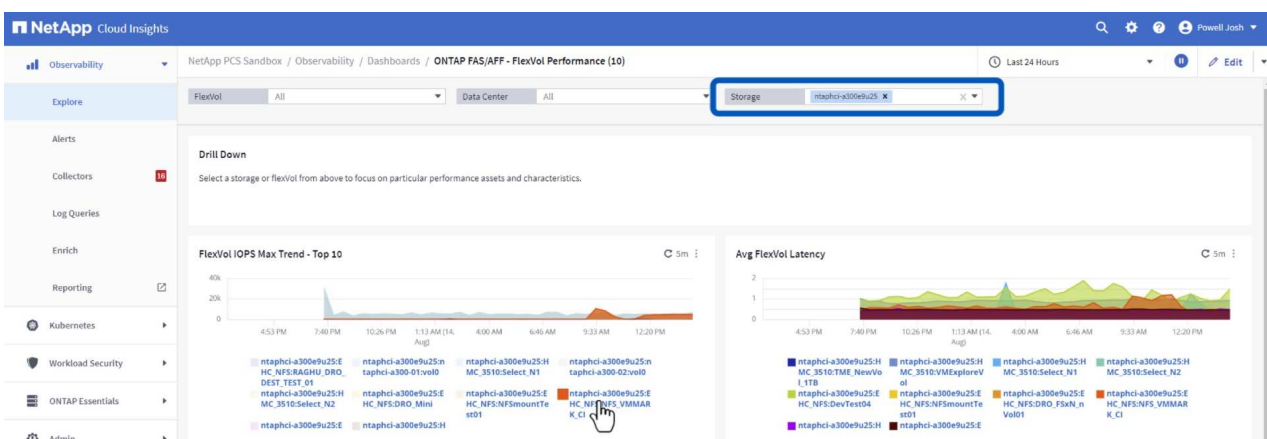 NetApp Cloud Insights
Powell Josh
Observability
NetApp PCS Sandbox / Observability / Dashboards / ONTAP FAS/AFF - FlexVol Performance (10)
Last 24 Hours
Edit
Explore
FlexVol
All
Data Center
All
Storage
ntaphci-a300e9u25 x
Alerts
Collectors
16
Log Queries
Enrich
Reporting
Kubernetes
Workload Security
ONTAP Essentials
Admin
Drill Down
Select a storage or flexVol from above to focus on particular performance assets and characteristics.
FlexVol IOPS Max Trend - Top 10
5m
40k
20k
0
4:53 PM 7:40 PM 10:26 PM 1:13 AM (14. 4:00 AM 6:46 AM 9:33 AM 12:20 PM
Aug)
ntaphci-a300e9u25:E ntaphci-a300e9u25:n ntaphci-a300e9u25:H ntaphci-a300e9u25:n
HC_NFS:RAGHU_DRO_ taphci-a300-01:vol0 MC_3510:Select_N1 taphci-a300-02:vol0
DEST_TEST_01
ntaphci-a300e9u25:H ntaphci-a300e9u25:E ntaphci-a300e9u25:E ntaphci-a300e9u25:E
MC_3510:Select_N2 HC_NFS:DRO_Mini HC_NFS:NFSmountTe HC_NFS:NFS_VMMAR
st01 K_CI
ntaphci-a300e9u25:E ntaphci-a300e9u25:H
Avg FlexVol Latency
5m
2
1
0
4:53 PM 7:40 PM 10:26 PM 1:13 AM (14. 4:00 AM 6:46 AM 9:33 AM 12:20 PM
Aug)
ntaphci-a300e9u25:H ntaphci-a300e9u25:H ntaphci-a300e9u25:H ntaphci-a300e9u25:H
MC_3510:TME_NewVo MC_3510:VMExploreV MC_3510:Select_N1 MC_3510:Select_N2
l_1TB ol
ntaphci-a300e9u25:E ntaphci-a300e9u25:E ntaphci-a300e9u25:E ntaphci-a300e9u25:E
HC_NFS:DevTest04 HC_NFS:NFSmountTe HC_NFS:DRO_FSxN_n HC_NFS:NFS_VMMAR
st01 Vol01 K_CI
ntaphci-a300e9u25:H ntaphci-a300e9u25:E